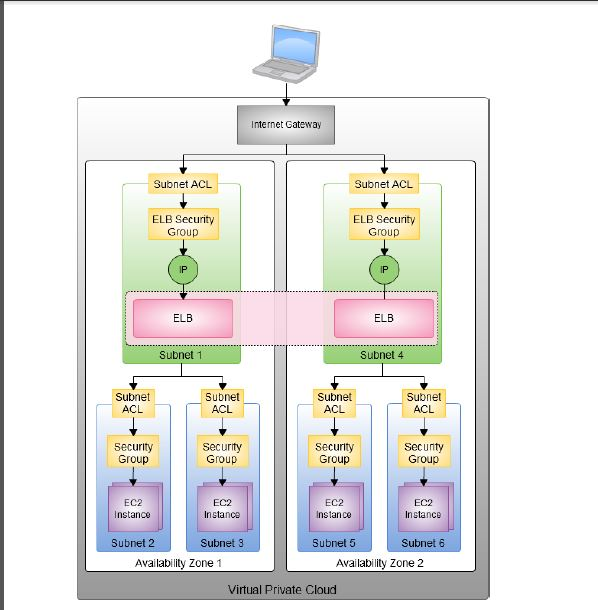 Internet Gateway
Subnet ACL
Subnet ACL
ELB Security
Group
ELB Security
Group
IP
IP
ELB
ELB
Subnet 1
Subnet 4
Subnet
ACL
Subnet
ACL
Subnet
ACL
Subnet
ACL
Security
Group
Security
Group
Security
Group
Security
Group
EC2
Instance
EC2
Instance
EC2
Instance
EC2
Instance
Subnet 2
Subnet 3
Subnet 5
Subnet 6
Availability Zone 1
Availability Zone 2
Virtual Private Cloud